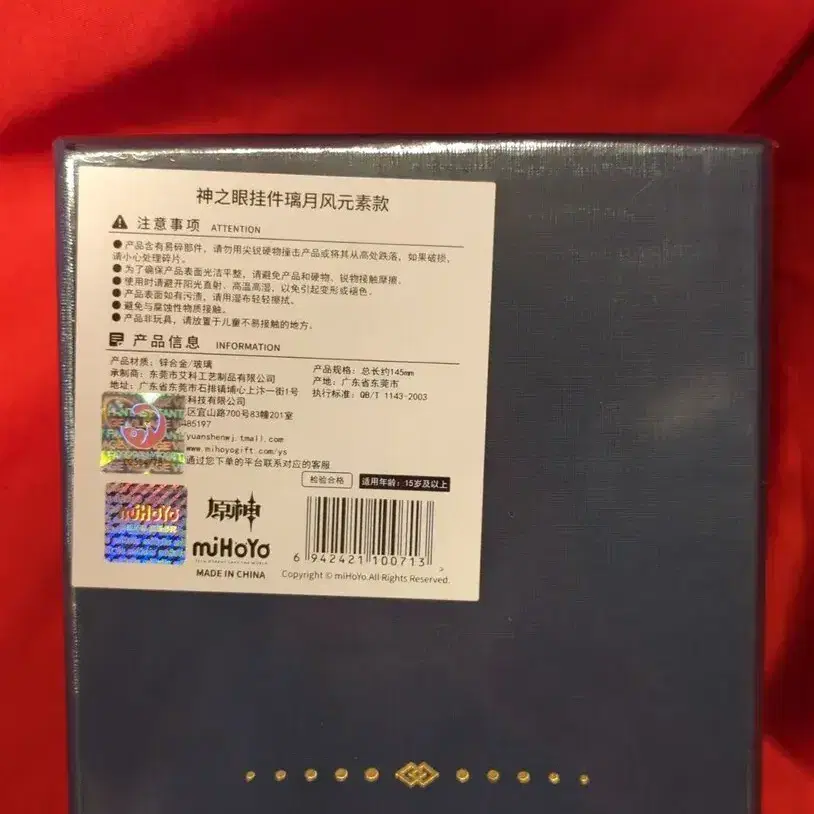 神之眼挂件璃月风元素款
注意事项 ATTENTION
●产品含有易碎部件，请勿用尖锐硬物撞击产品或将其从高处跌落，如果破损，
请小心处理碎片。
●为了确保产品表面光洁平整，请避免产品和硬物、锐物接触摩擦。
●使用时请避开阳光直射、高温高湿，以免引起变形或褪色。
●产品表面如有污渍，请用湿布轻轻擦拭。
●避免与腐蚀性物质接触。
●产品非玩具，请放置于儿童不易接触的地方。
产品信息 INFORMATION
产品材质：锌合金/玻璃 产品规格：总长约145mm
承制商：东莞市艾科工艺制品有限公司 产地：广东省东莞市
地址：广东省东莞市石排镇埔心上汴一街1号 执行标准：QB/T 1143-2003
科技有限公司
区宜山路700号83幢201室
85197
yuanshenwj.tmall.com
www.mihoyogift.com/ys
通过您下单的平台联系对应的客服
检验合格 适用年龄：15岁及以上
miHoYo
原神
miHoYo
TECH OTAKUS SAVE THE WORLD
MADE IN CHINA
6 942421 100713 >
Copyright © miHoYo.All Rights Reserved.